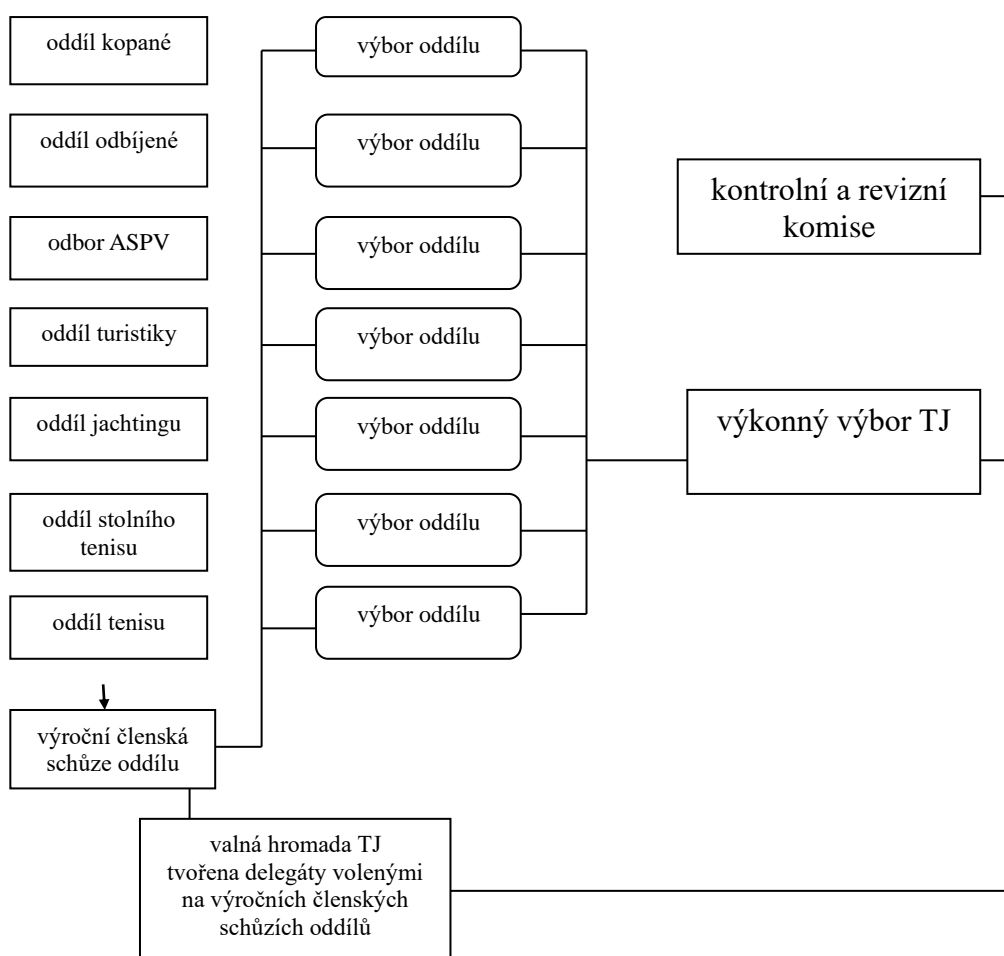 oddíl kopané
výbor oddílu
oddíl odbíjené
výbor oddílu
kontrolní a revizní
komise
odbor ASPV
výbor oddílu
oddíl turistiky
výbor oddílu
oddíl jachtingu
výbor oddílu
výkonný výbor TJ
oddíl stolního
tenisu
výbor oddílu
oddíl tenisu
výbor oddílu
výroční členská
schůze oddílu
valná hromada TJ
tvořena delegáty volenými
na výročních členských
schůzích oddílů